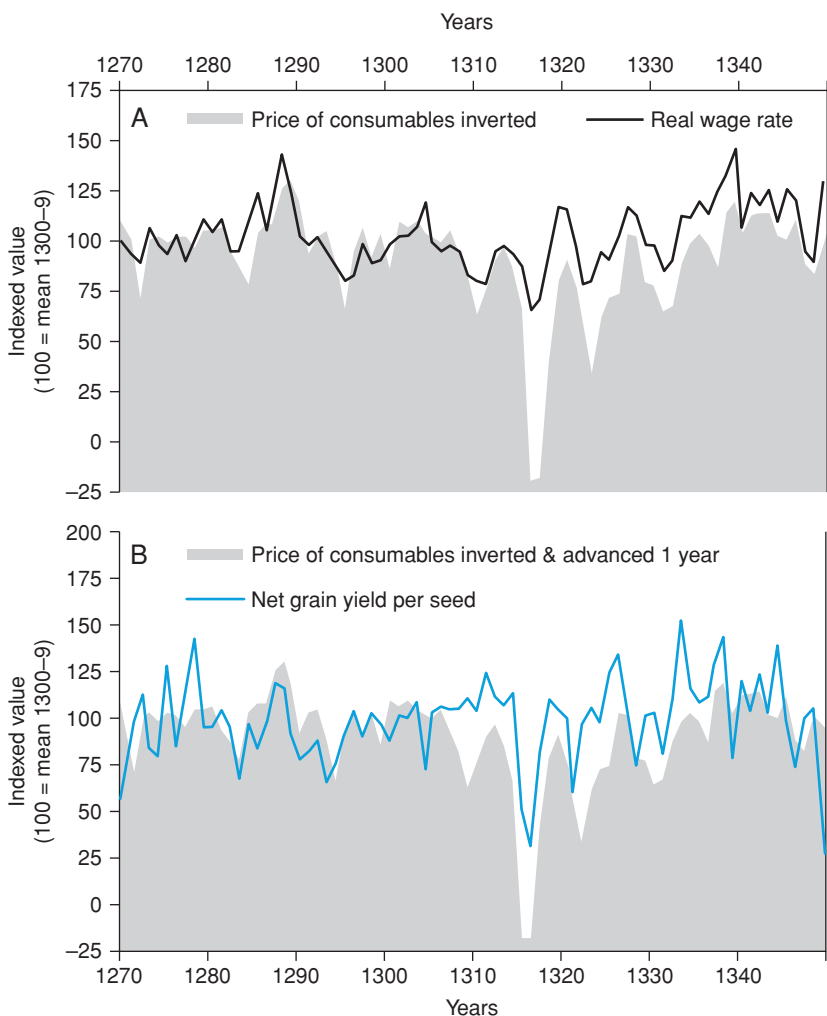 Years
1270 1280 1290 1300 1310 1320 1330 1340
175
A Price of consumables inverted Real wage rate
150
125
100
75
50
25
0
–25
Indexed value
(100 = mean 1300–9)
200
B Price of consumables inverted & advanced 1 year
175
Net grain yield per seed
150
125
100
75
50
25
0
–25
Indexed value
(100 = mean 1300–9)
1270 1280 1290 1300 1310 1320 1330 1340
Years